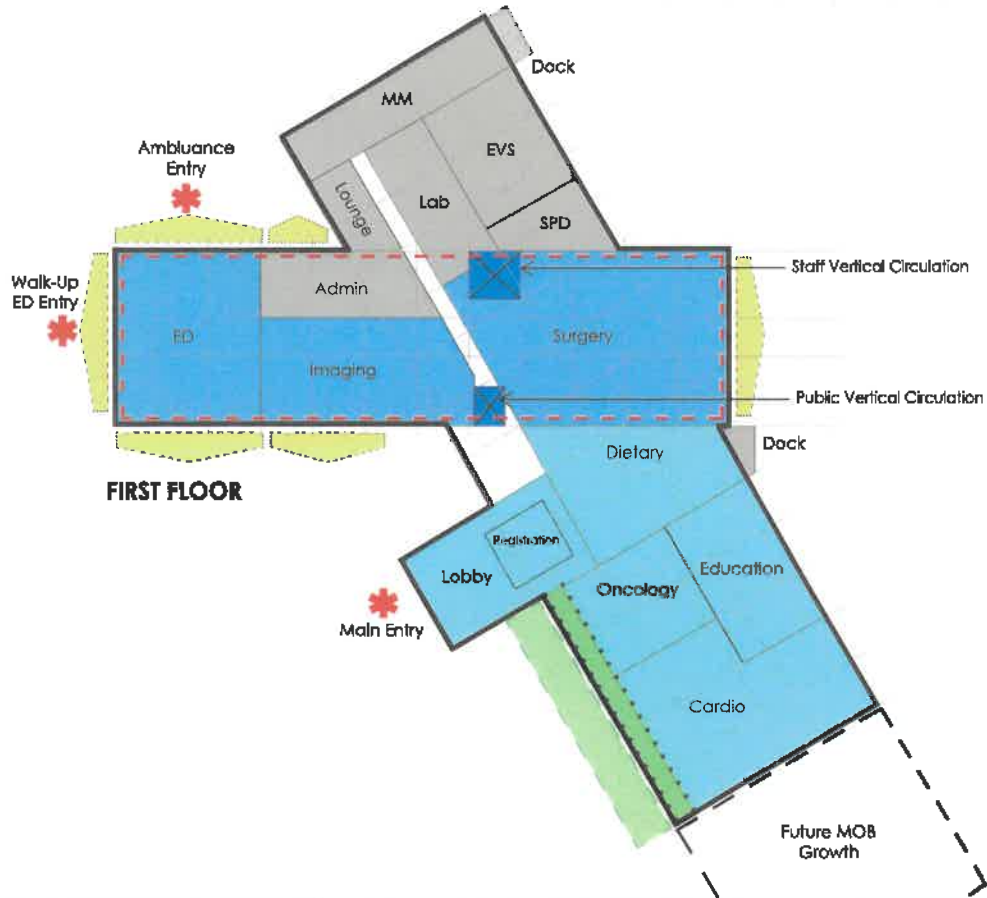 Dock
MM
Ambluance
Entry
EVS
Lounge
Lab
SPD
Staff Vertical Circulation
Walk-Up
ED Entry
Admin
ED
Surgery
Imaging
Public Vertical Circulation
Dietary
Dock
FIRST FLOOR
Registration
Lobby
Education
Oncology
Main Entry
Cardio
Future MOB
Growth